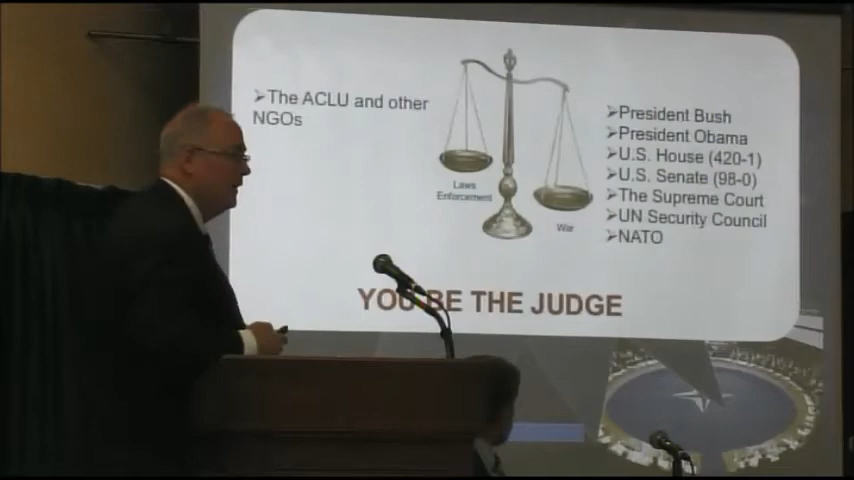 ➢The ACLU and other
NGOs
Laws
Enforcement
War
➢President Bush
➢President Obama
➢U.S. House (420-1)
➢U.S. Senate (98-0)
➢The Supreme Court
➢UN Security Council
➢NATO
YOU BE THE JUDGE